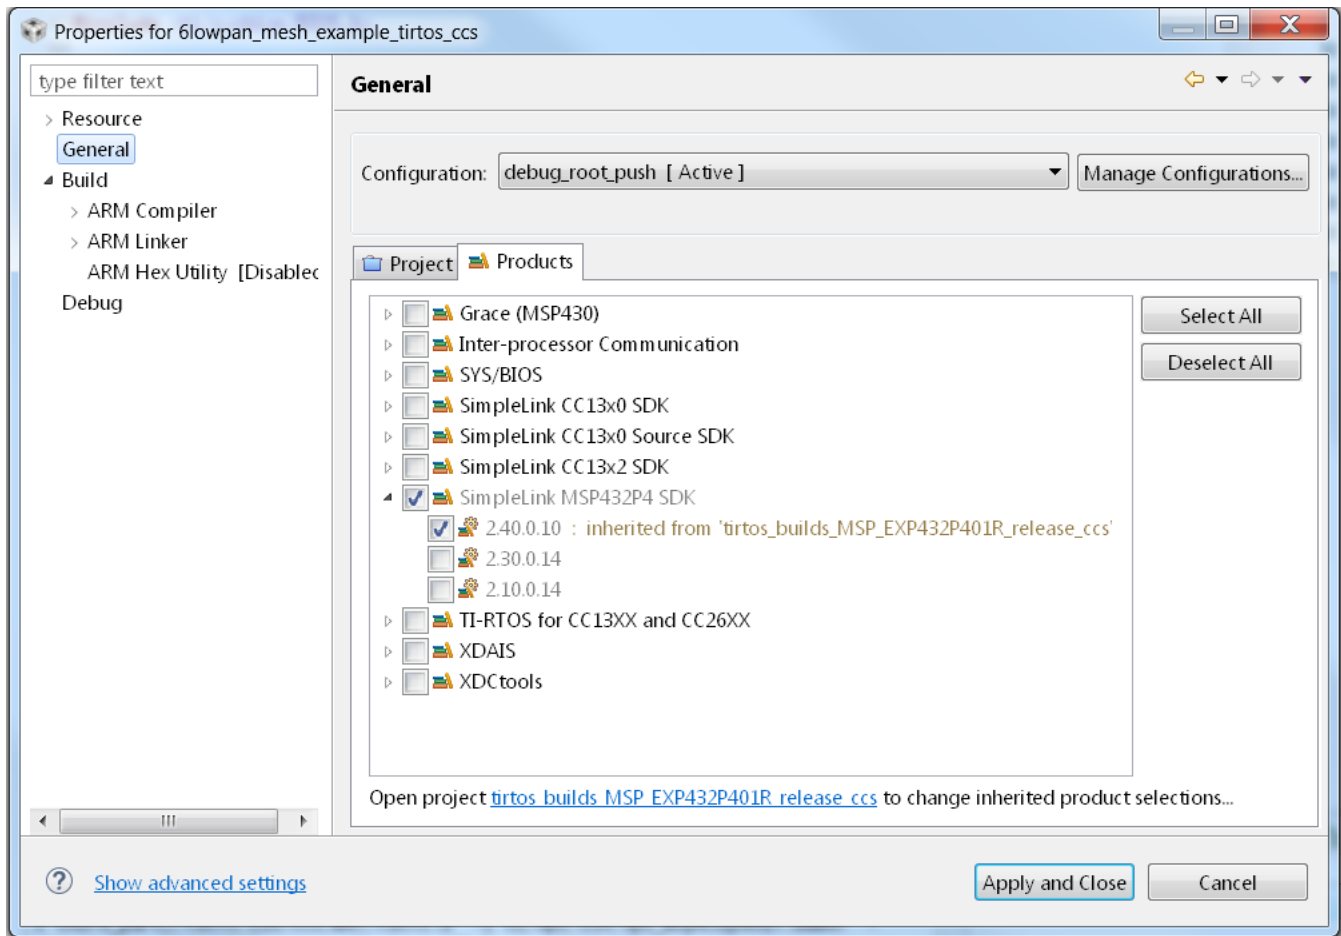 Properties for 6lowpan_mesh_example_tirtos_ccs
type filter text
General
Resource
General
Build
ARM Compiler
ARM Linker
ARM Hex Utility [Disablec
Debug
Configuration: debug_root_push [ Active ] Manage Configurations...
Project Products
Grace (MSP430)
Inter-processor Communication
SYS/BIOS
SimpleLink CC13x0 SDK
SimpleLink CC13x0 Source SDK
SimpleLink CC13x2 SDK
SimpleLink MSP432P4 SDK
2.40.0.10 : inherited from 'tirtos_builds_MSP_EXP432P401R_release_ccs'
2.30.0.14
2.10.0.14
TI-RTOS for CC13XX and CC26XX
XDAIS
XDCtools
Select All
Deselect All
Open project tirtos_builds_MSP_EXP432P401R_release_ccs to change inherited product selections...
Show advanced settings
Apply and Close
Cancel